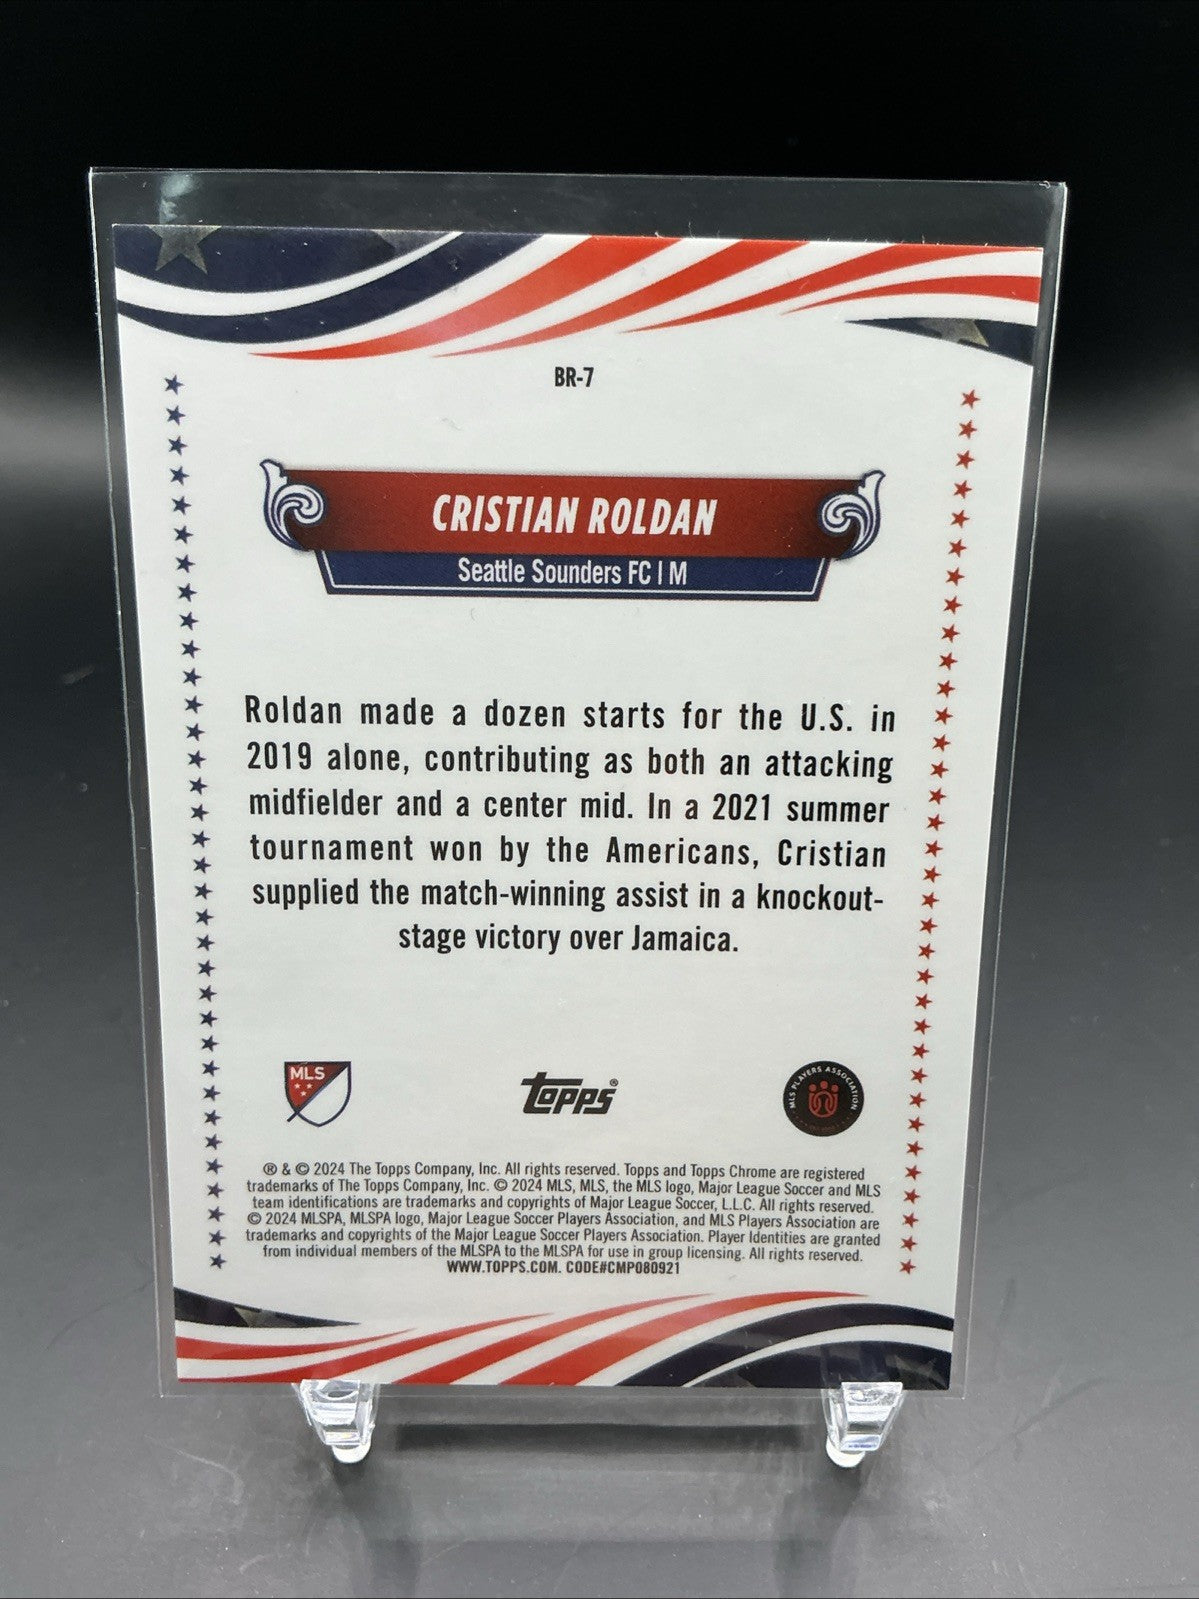 BR-7
CRISTIAN ROLDAN
Seattle Sounders FC | M
Roldan made a dozen starts for the U.S. in
2019 alone, contributing as both an attacking
midfielder and a center mid. In a 2021 summer
tournament won by the Americans, Cristian
supplied the match-winning assist in a knockout-
stage victory over Jamaica.
MLS
Topps®
MLS PLAYERS ASSOCIATION
® & © 2024 The Topps Company, Inc. All rights reserved. Topps and Topps Chrome are registered
trademarks of The Topps Company, Inc. © 2024 MLS, MLS, the MLS logo, Major League Soccer and MLS
team identifications are trademarks and copyrights of Major League Soccer, L.L.C. All rights reserved.
© 2024 MLSPA, MLSPA logo, Major League Soccer Players Association, and MLS Players Association are
trademarks and copyrights of the Major League Soccer Players Association. Player Identities are granted
from individual members of the MLSPA to the MLSPA for use in group licensing. All rights reserved.
WWW.TOPPS.COM. CODE#CMP080921